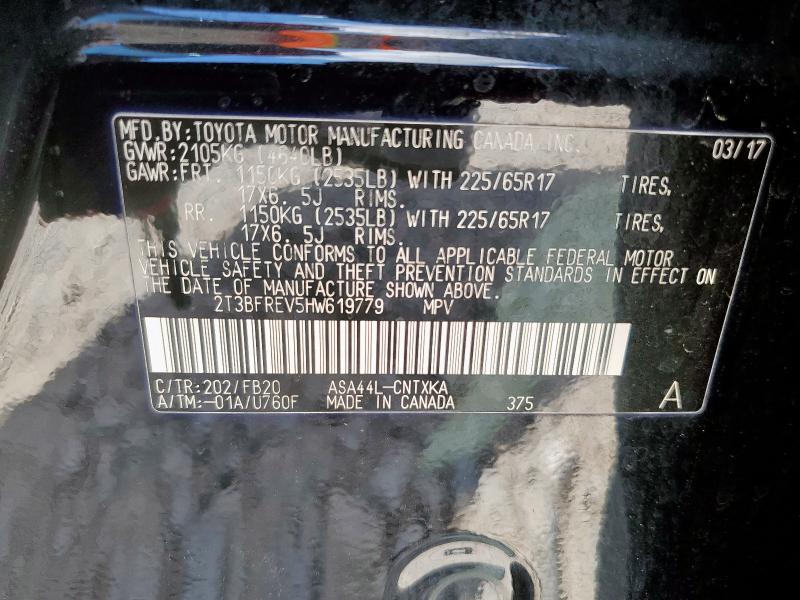 MFD.BY:TOYOTA MOTOR MANUFACTURING CANADA INC. 03/17
GVWR:2105KG (4640LB)
GAWR:FRT. 1150KG (2535LB) WITH 225/65R17 TIRES,
17X6. 5J RIMS.
RR. 1150KG (2535LB) WITH 225/65R17 TIRES,
17X6. 5J RIMS.
THIS VEHICLE CONFORMS TO ALL APPLICABLE FEDERAL MOTOR
VEHICLE SAFETY AND THEFT PREVENTION STANDARDS IN EFFECT ON
THE DATE OF MANUFACTURE SHOWN ABOVE.
2T3BFREV5HW619779 MPV
C/TR:202/FB20 ASA44L-CNTXKA
A/TM:-01A/U760F MADE IN CANADA 375 A